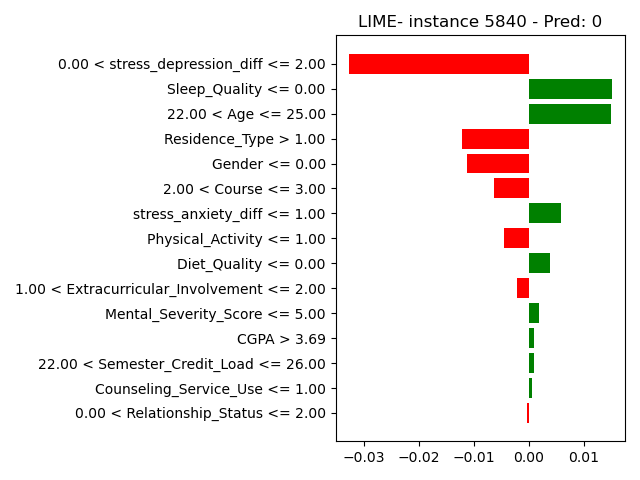 LIME- instance 5840 - Pred: 0
0.00 < stress_depression_diff <= 2.00
Sleep_Quality <= 0.00
22.00 < Age <= 25.00
Residence_Type > 1.00
Gender <= 0.00
2.00 < Course <= 3.00
stress_anxiety_diff <= 1.00
Physical_Activity <= 1.00
Diet_Quality <= 0.00
1.00 < Extracurricular_Involvement <= 2.00
Mental_Severity_Score <= 5.00
CGPA > 3.69
22.00 < Semester_Credit_Load <= 26.00
Counseling_Service_Use <= 1.00
0.00 < Relationship_Status <= 2.00
−0.03 −0.02 −0.01 0.00 0.01